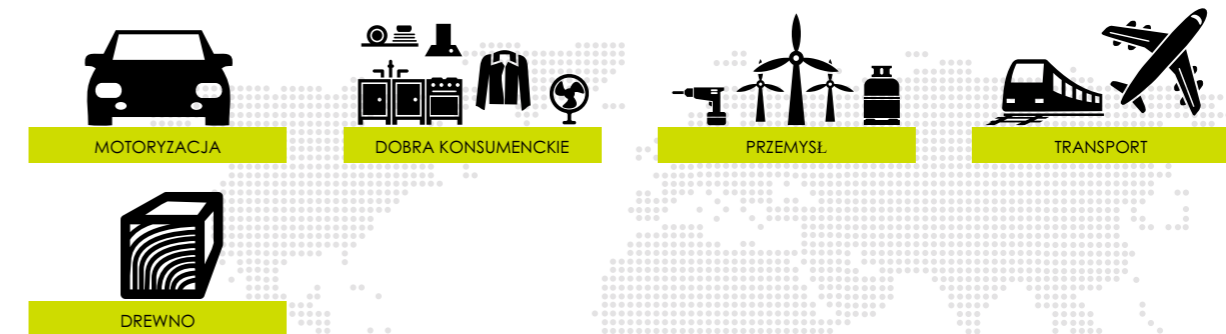 MOTORYZACJA
DOBRA KONSUMENCKIE
PRZEMYSŁ
TRANSPORT
DREWNO